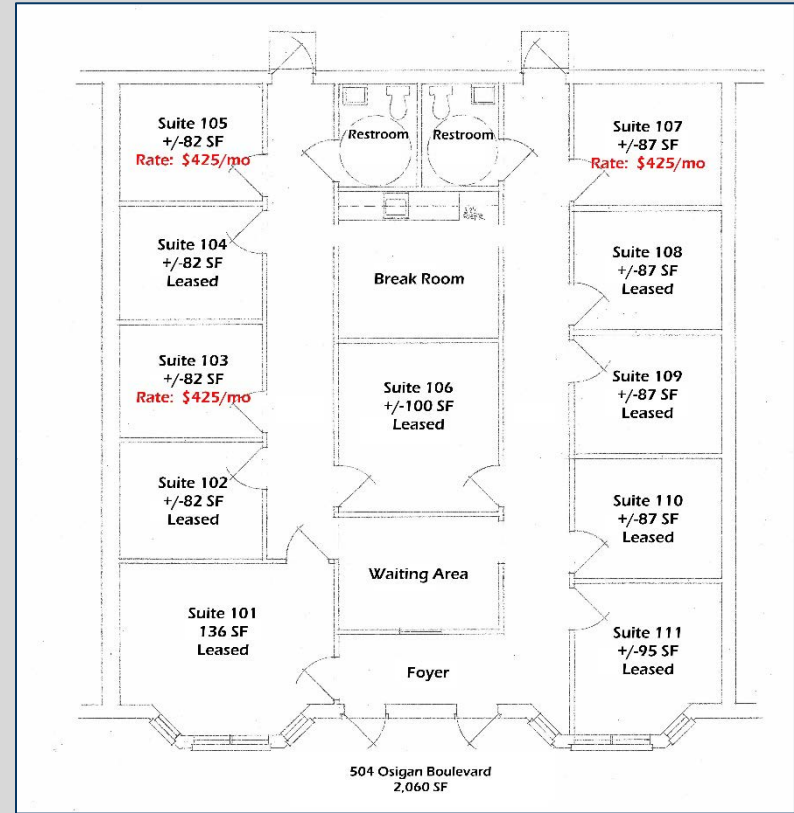 Suite 105
+/-82 SF
Rate: $425/mo
Restroom
Restroom
Suite 107
+/-87 SF
Rate: $425/mo
Suite 104
+/-82 SF
Leased
Break Room
Suite 108
+/-87 SF
Leased
Suite 103
+/-82 SF
Rate: $425/mo
Suite 106
+/-100 SF
Leased
Suite 109
+/-87 SF
Leased
Suite 102
+/-82 SF
Leased
Suite 110
+/-87 SF
Leased
Waiting Area
Suite 101
136 SF
Leased
Suite 111
+/-95 SF
Leased
Foyer
504 Osigan Boulevard
2,060 SF